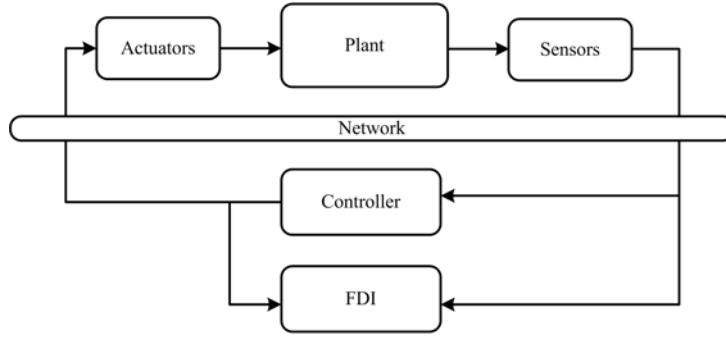 Actuators
Plant
Sensors
Network
Controller
FDI